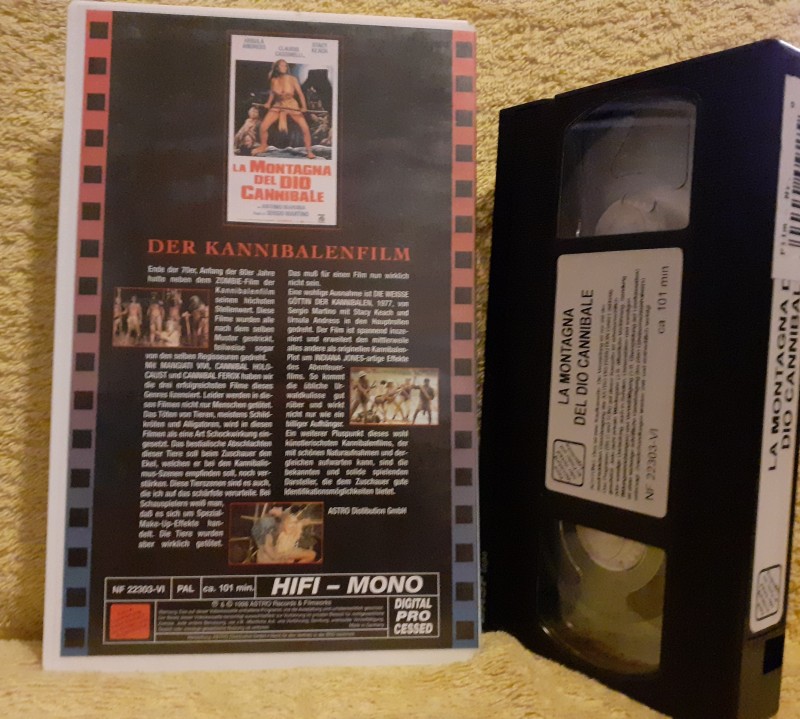 URSULA ANDRESS
CLAUDIO CASSINELLI
STACY KEACH
LA MONTAGNA
DEL DIO
CANNIBALE
SERGIO MARTINO
DER KANNIBALENFILM
Ende der 70er, Anfang der 80er Jahre
hatte neben dem ZOMBIE-Film der
Kannibalenfilm
seinen höchsten
Stellenwert. Diese
Filme wurden alle
nach dem selben
Muster gestrickt,
teilweise sogar
von den selben Regisseuren gedreht.
Mit MANGIATI VIVI, CANNIBAL HOLO-
CAUST und CANNIBAL FEROX haben wir
die drei erfolgreichsten Filme dieses
Genres lizensiert. Leider werden in die-
sen Filmen nicht nur Menschen getötet.
Das Töten von Tieren, meistens Schild-
kröten und Alligatoren, wird in diesen
Filmen als eine Art Schockwirkung ein-
gesetzt. Das bestialische Abschlachten
dieser Tiere soll beim Zuschauer den
Ekel, welchen er bei den Kannibalis-
mus-Szenen empfinden soll, noch ver-
stärken. Diese Tierszenen sind es auch,
die ich auf das schärfste verurteile. Bei
Schauspielern weiß man,
daß es sich um Spezial-
Make-Up-Effekte han-
delt. Die Tiere wurden
aber wirklich getötet.
Das muß für einen Film nun wirklich
nicht sein.
Eine wohlige Ausnahme ist DIE WEISSE
GÖTTIN DER KANNIBALEN, 1977, von
Sergio Martino mit Stacy Keach und
Ursula Andress in den Hauptrollen
gedreht. Der Film ist spannend insze-
niert und erweitert den mittlerweile
alles andere als originellen Kannibalen-
Plot um INDIANA JONES-artige Effekte
des Abenteuer-
films. So kommt
die übliche Ur-
waldkulisse gut
rüber und wirkt
nicht nur wie ein
billiger Aufhänger.
Ein weiterer Pluspunkt dieses wohl
künstlerischsten Kannibalenfilms, der
mit schönen Naturaufnahmen und der-
gleichen aufwarten kann, sind die
bekannten und solide spielenden
Darsteller, die dem Zuschauer gute
Identifikationsmöglichkeiten bietet.
ASTRO Distibution GmbH
NF 22303-VI PAL ca. 101 min. HIFI – MONO
ASTRO Records & Filmworks
DIGITAL
PRO
CESSED
LA MONTAGNA
DEL DIO CANNIBALE
ca 101 min
NF 22303-VI
Film Nr
LA MONTAGNA D
DEL DIO CANNIBAL